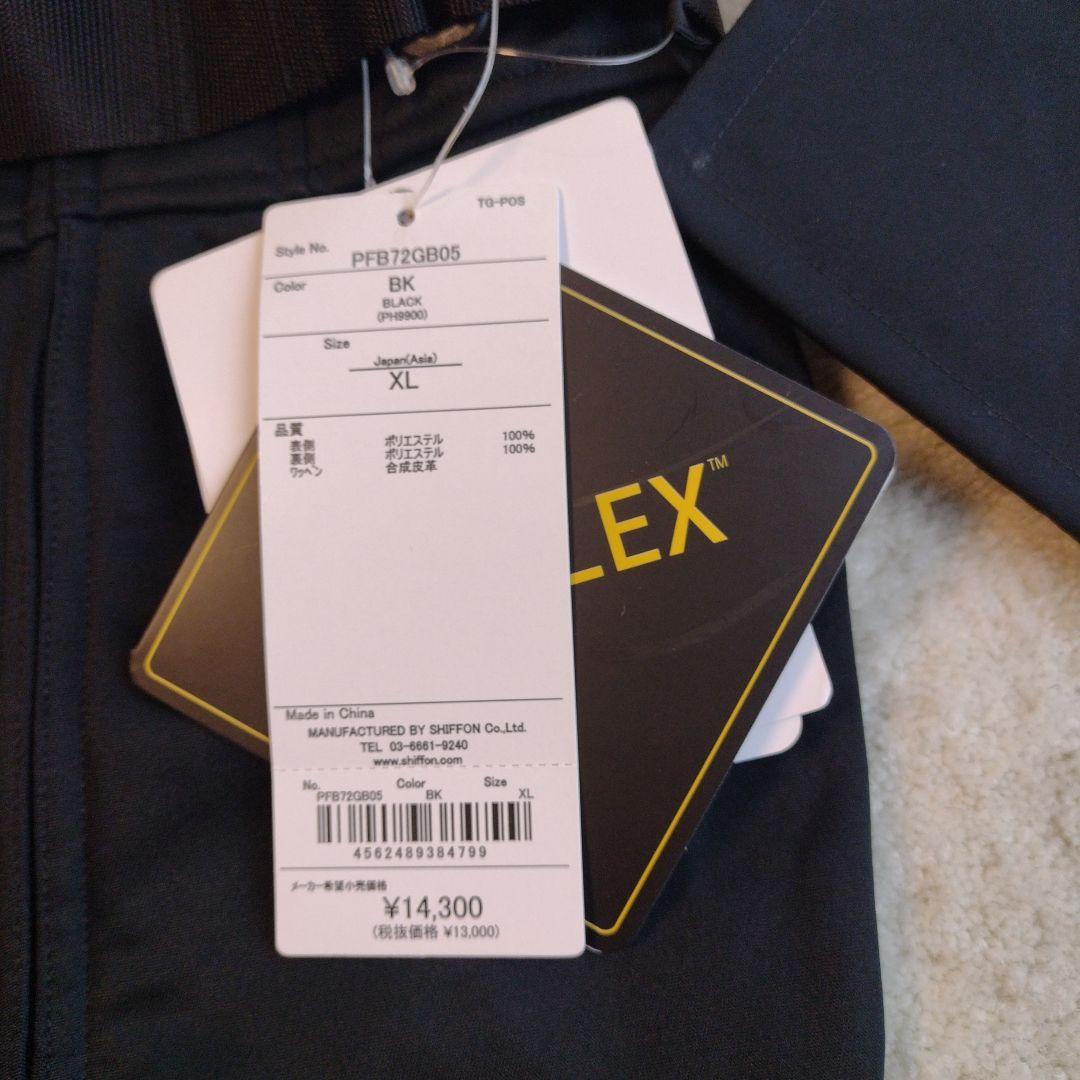 TG-POS
Style No. PFB72GB05
Color BK
BLACK
(PH9900)
Size
Japan(Asia)
XL
品質
表側 ポリエステル 100%
裏側 ポリエステル 100%
ﾜｯﾍﾟﾝ 合成皮革
LEX™
Made in China
MANUFACTURED BY SHIFFON Co.,Ltd.
TEL 03-6661-9240
www.shiffon.com
No. Color Size
PFB72GB05 BK XL
4562489384799
メーカー希望小売価格
¥14,300
(税抜価格 ¥13,000)